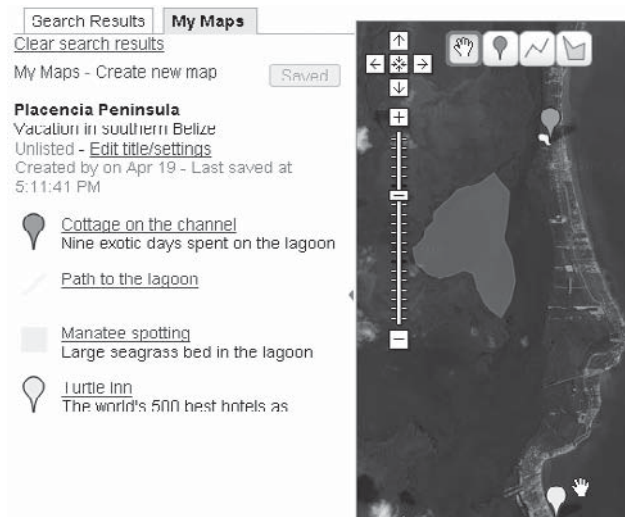 Search Results
My Maps
Clear search results
My Maps - Create new map
Saved
Placencia Peninsula
Vacation in southern Belize
Unlisted - Edit title/settings
Created by on Apr 19 - Last saved at
5:11:41 PM
Cottage on the channel
Nine exotic days spent on the lagoon
Path to the lagoon
Manatee spotting
Large seagrass bed in the lagoon
Turtle Inn
The world's 500 best hotels as